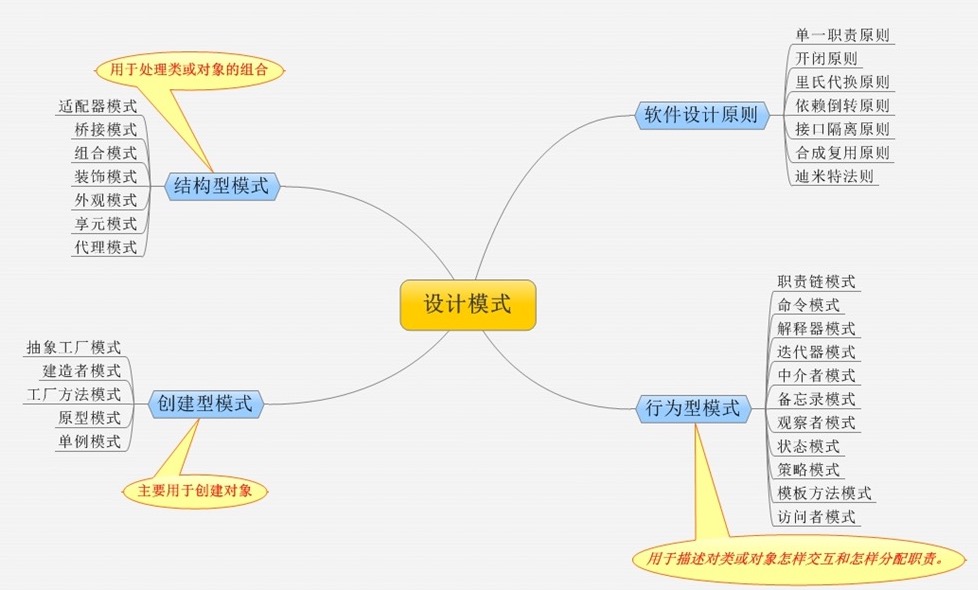 设计模式
软件设计原则
单一职责原则
开闭原则
里氏代换原则
依赖倒转原则
接口隔离原则
合成复用原则
迪米特法则
行为型模式
职责链模式
命令模式
解释器模式
迭代器模式
中介者模式
备忘录模式
观察者模式
状态模式
策略模式
模板方法模式
访问者模式
用于描述对类或对象怎样交互和怎样分配职责。
创建型模式
抽象工厂模式
建造者模式
工厂方法模式
原型模式
单例模式
主要用于创建对象
结构型模式
用于处理类或对象的组合
适配器模式
桥接模式
组合模式
装饰模式
外观模式
享元模式
代理模式